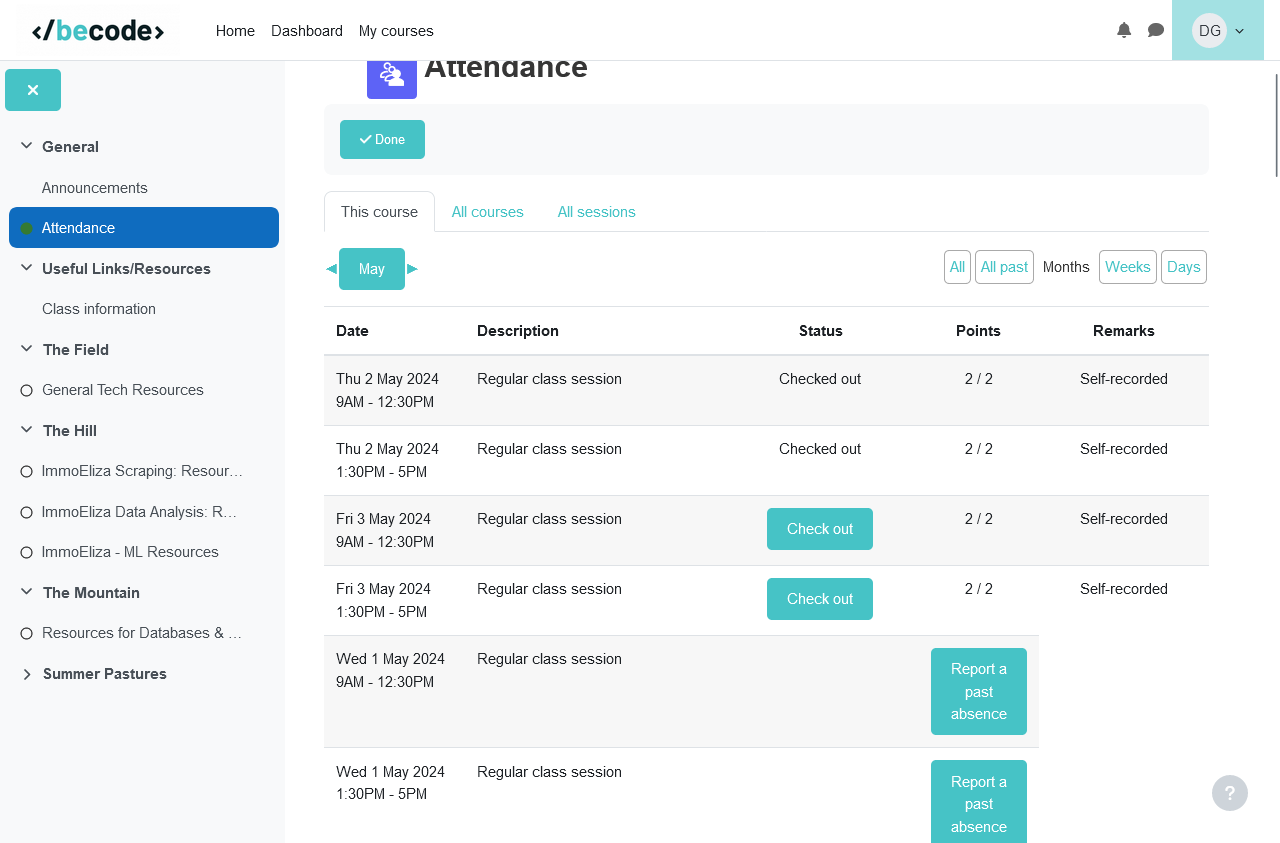 </becode>
Home Dashboard My courses
DG
General
Announcements
Attendance
Useful Links/Resources
Class information
The Field
General Tech Resources
The Hill
ImmoEliza Scraping: Resour…
ImmoEliza Data Analysis: R…
ImmoEliza - ML Resources
The Mountain
Resources for Databases & …
Summer Pastures
Attendance
Done
This course All courses All sessions
May
All All past Months Weeks Days
Date Description Status Points Remarks
Thu 2 May 2024 Regular class session Checked out 2 / 2 Self-recorded
9AM - 12:30PM
Thu 2 May 2024 Regular class session Checked out 2 / 2 Self-recorded
1:30PM - 5PM
Fri 3 May 2024 Regular class session Check out 2 / 2 Self-recorded
9AM - 12:30PM
Fri 3 May 2024 Regular class session Check out 2 / 2 Self-recorded
1:30PM - 5PM
Wed 1 May 2024 Regular class session Report a
9AM - 12:30PM past
absence
Wed 1 May 2024 Regular class session Report a
1:30PM - 5PM past
absence
?